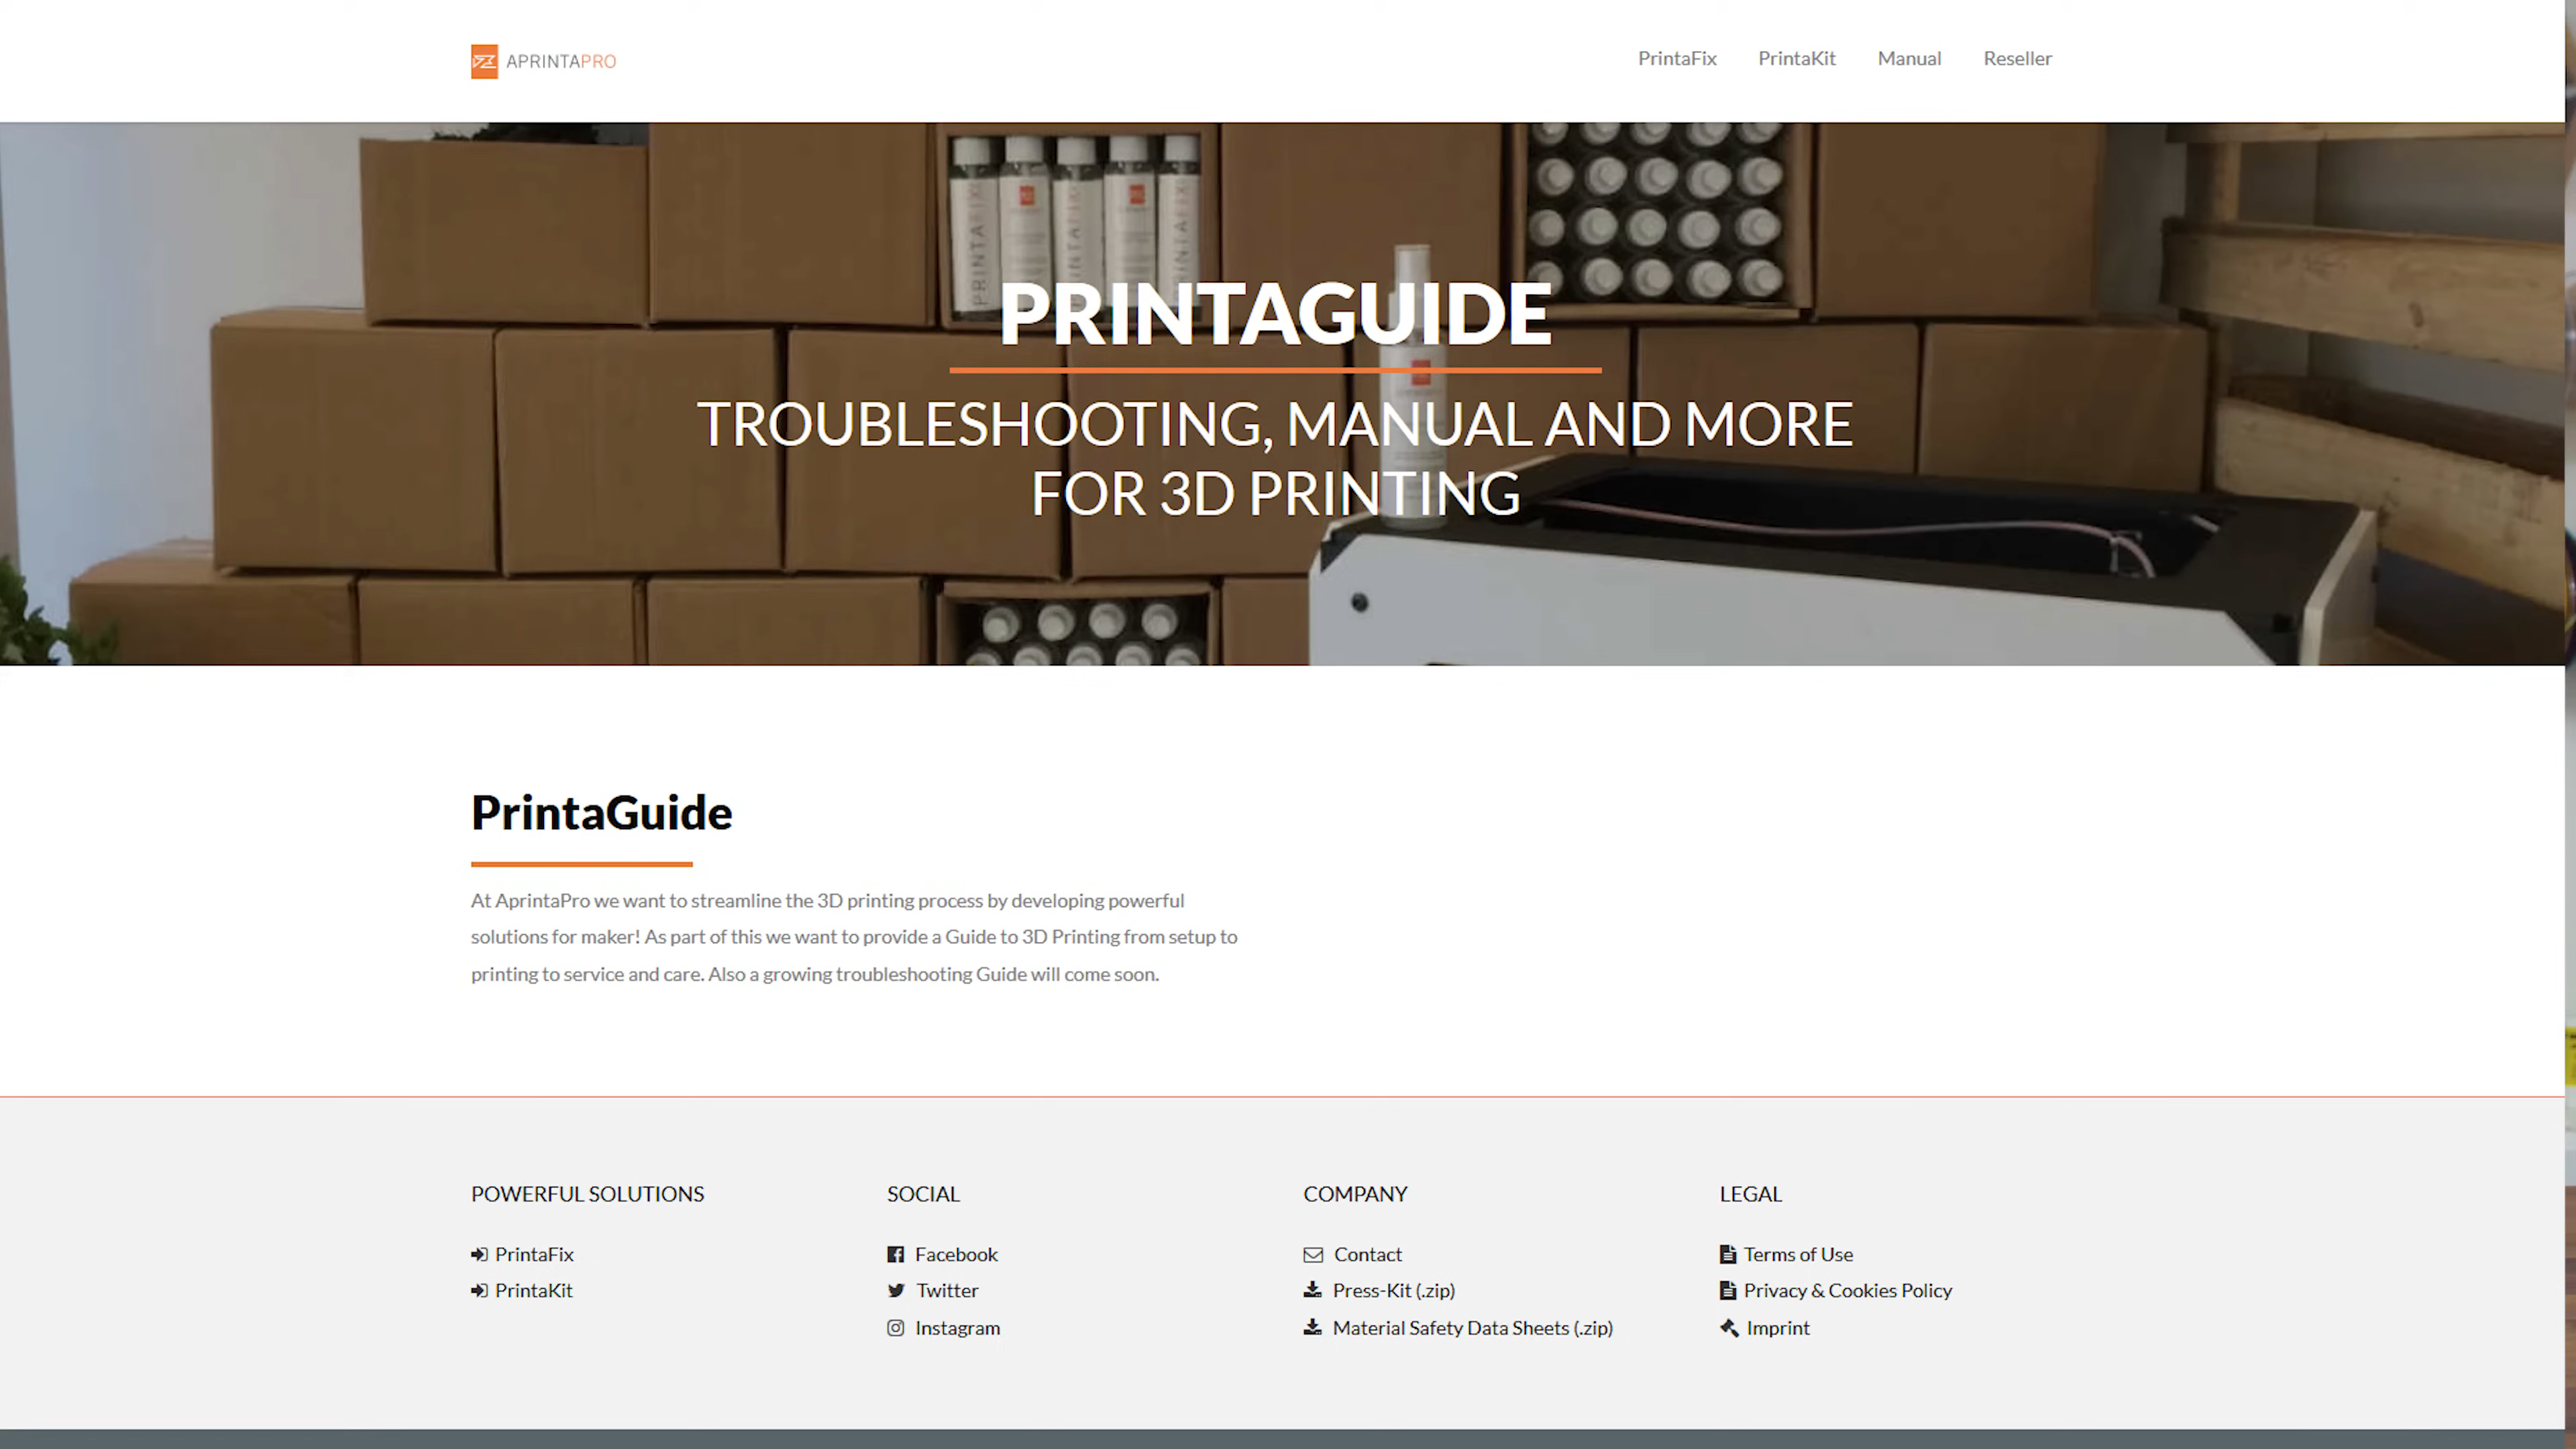 APRINTAPRO
PrintaFix PrintaKit Manual Reseller
PRINTAFIX
PRINTAFIX
PRINTAFIX
PRINTAGUIDE
TROUBLESHOOTING, MANUAL AND MORE
FOR 3D PRINTING
PrintaGuide
At AprintaPro we want to streamline the 3D printing process by developing powerful
solutions for maker! As part of this we want to provide a Guide to 3D Printing from setup to
printing to service and care. Also a growing troubleshooting Guide will come soon.
POWERFUL SOLUTIONS
PrintaFix
PrintaKit
SOCIAL
Facebook
Twitter
Instagram
COMPANY
Contact
Press-Kit (.zip)
Material Safety Data Sheets (.zip)
LEGAL
Terms of Use
Privacy & Cookies Policy
Imprint